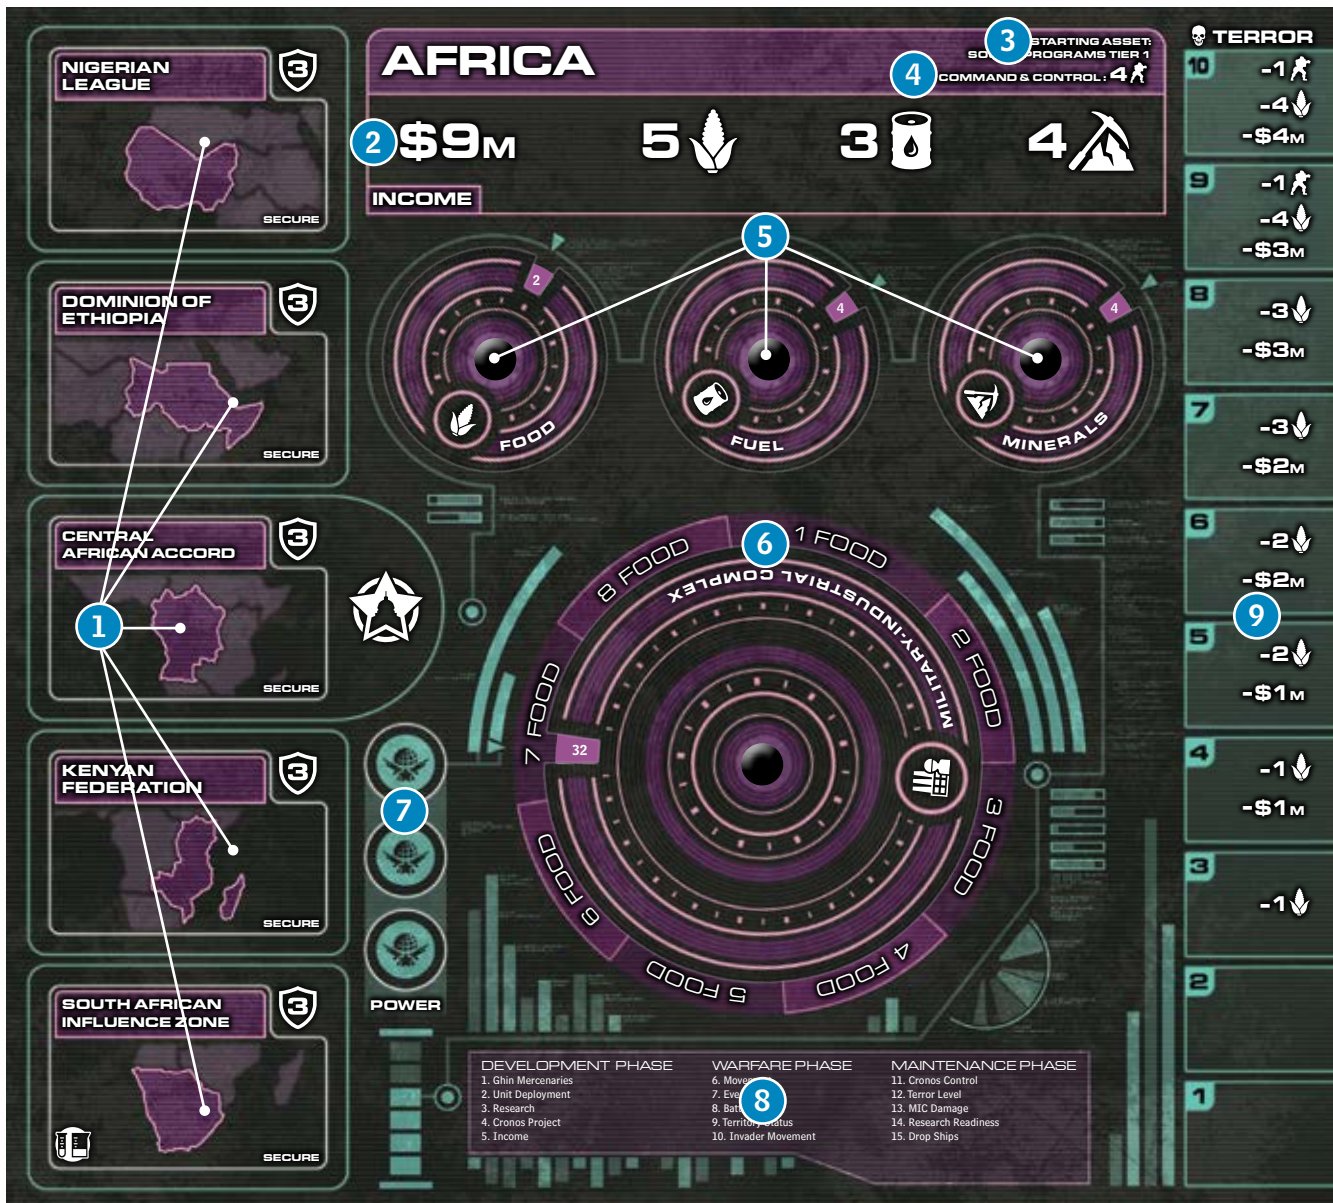 NIGERIAN
LEAGUE
3
SECURE
DOMINION OF
ETHIOPIA
3
SECURE
CENTRAL
AFRICAN ACCORD
3
SECURE
1
KENYAN
FEDERATION
3
SECURE
SOUTH AFRICAN
INFLUENCE ZONE
3
SECURE
AFRICA
3
STARTING ASSET:
PROGRAMS TIER 1
4
COMMAND & CONTROL: 4
2
$9M
5
3
4
INCOME
5
2
FOOD
4
FUEL
4
MINERALS
6
MILITARY-INDUSTRIAL COMPLEX
1 FOOD
2 FOOD
3 FOOD
4 FOOD
5 FOOD
6 FOOD
7 FOOD
8 FOOD
32
7
POWER
DEVELOPMENT PHASE
1. Ghin Mercenaries
2. Unit Deployment
3. Research
4. Cronos Project
5. Income
WARFARE PHASE
6.
7.
8.
9. Territory Status
10. Invader Movement
8
MAINTENANCE PHASE
11. Cronos Control
12. Terror Level
13. MIC Damage
14. Research Readiness
15. Drop Ships
TERROR
10
-1
-4
-$4M
9
-1
-4
-$3M
8
-3
-$3M
7
-3
-$2M
6
-2
-$2M
9
5
-2
-$1M
4
-1
-$1M
3
-1
2
1